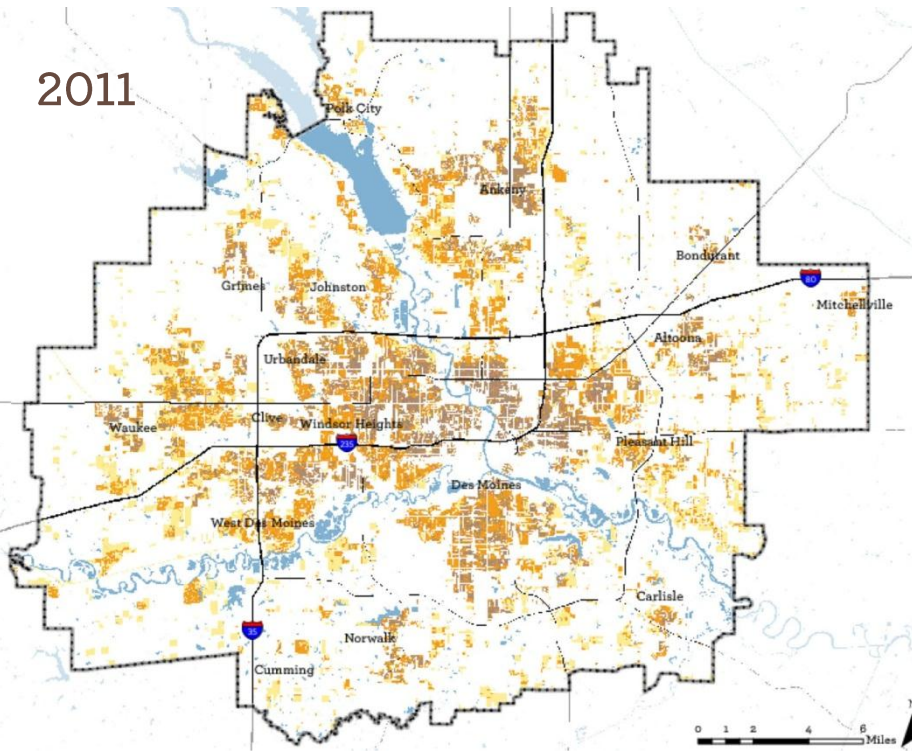 2011
Polk City
Ankeny
Bondurant
Grimes
Johnston
80
Mitchellville
Altoona
Urbandale
Clive
Windsor Heights
Waukee
235
Pleasant Hill
Des Moines
West Des Moines
Carlisle
35
Norwalk
Cumming
0 1 2 4 6
Miles